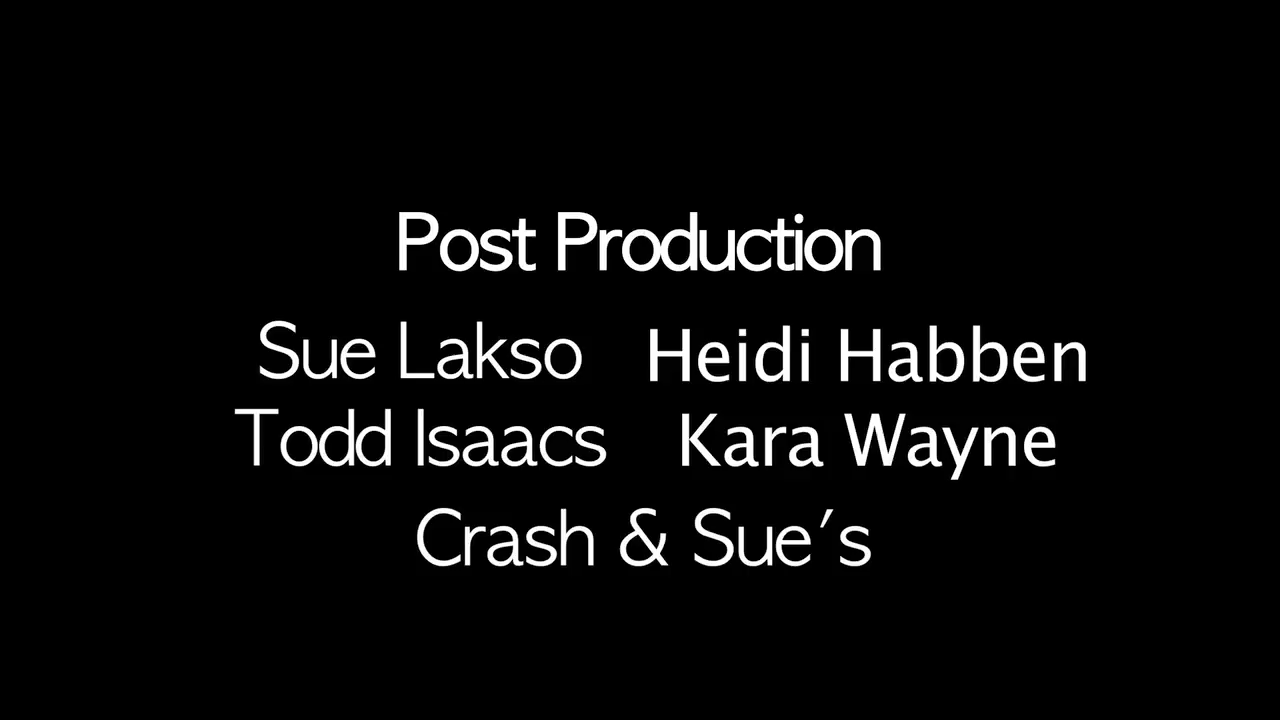 Post Production
Sue Lakso Heidi Habben
Todd Isaacs Kara Wayne
Crash & Sue's